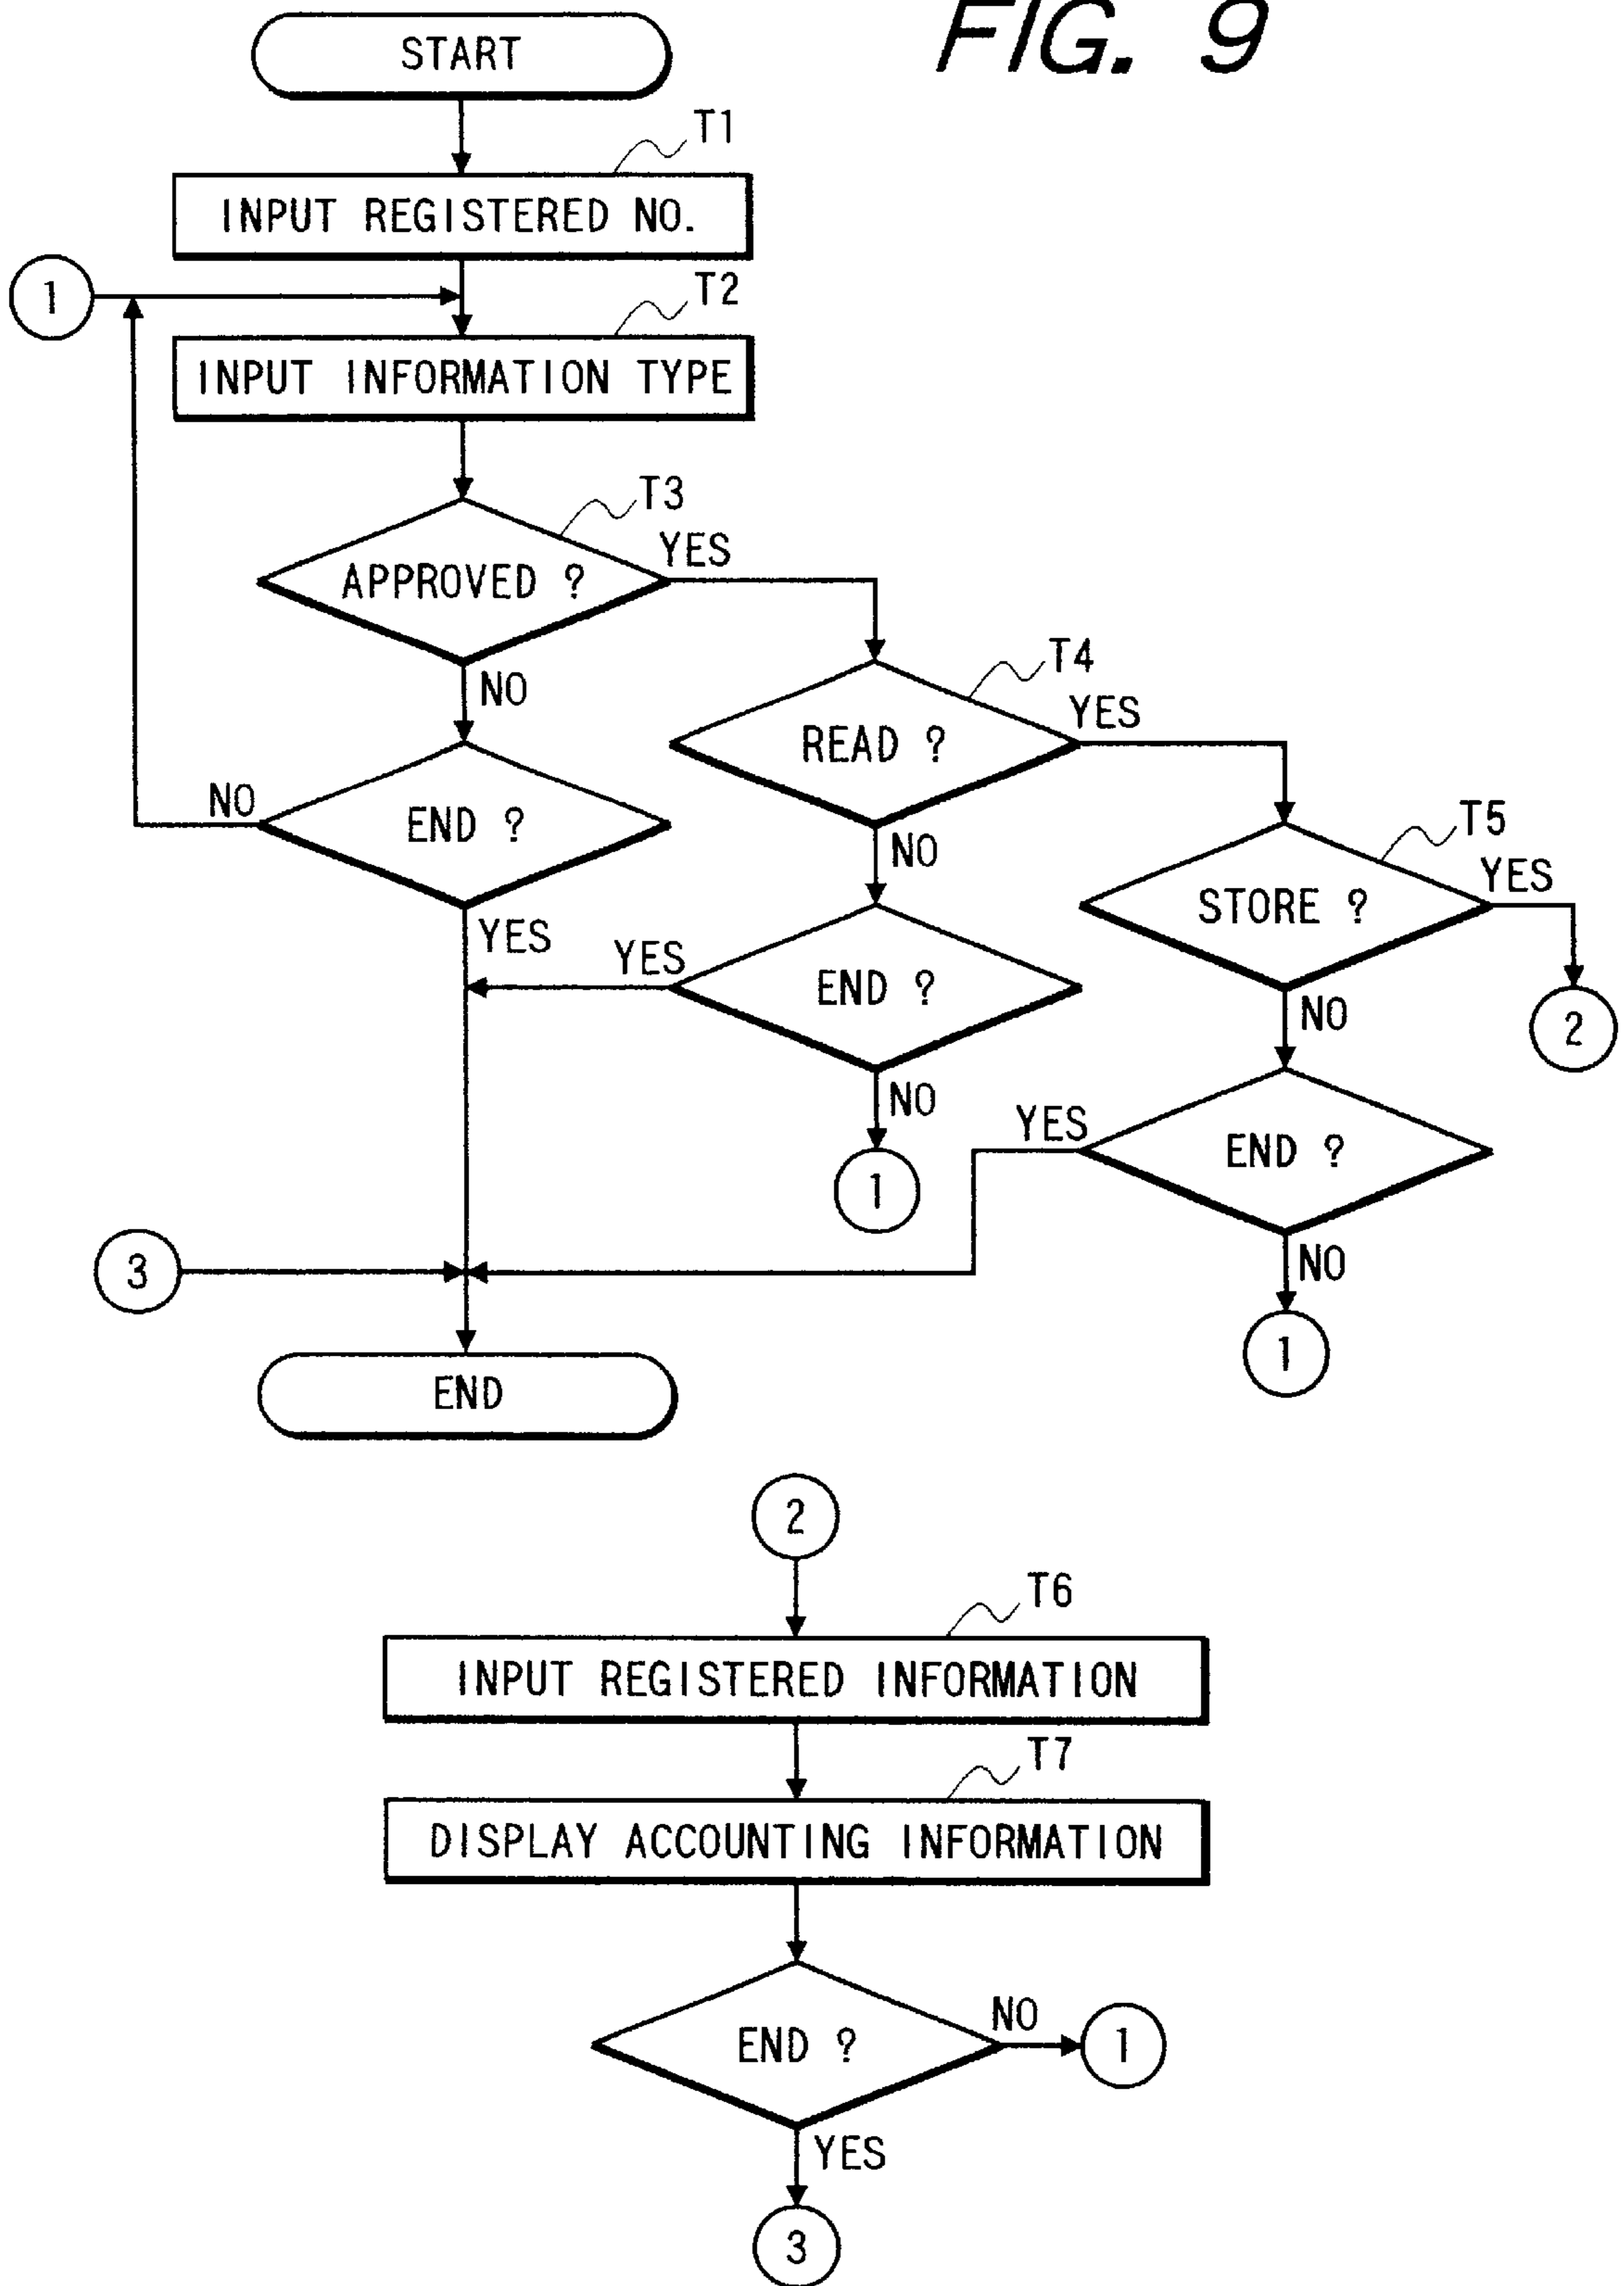 FIG. 9
START
T1
INPUT REGISTERED NO.
1
T2
INPUT INFORMATION TYPE
T3
APPROVED ?
YES
NO
T4
READ ?
YES
NO
END ?
NO
YES
T5
STORE ?
YES
NO
2
YES
END ?
NO
1
YES
END ?
NO
1
3
END
2
T6
INPUT REGISTERED INFORMATION
T7
DISPLAY ACCOUNTING INFORMATION
END ?
NO
1
YES
3